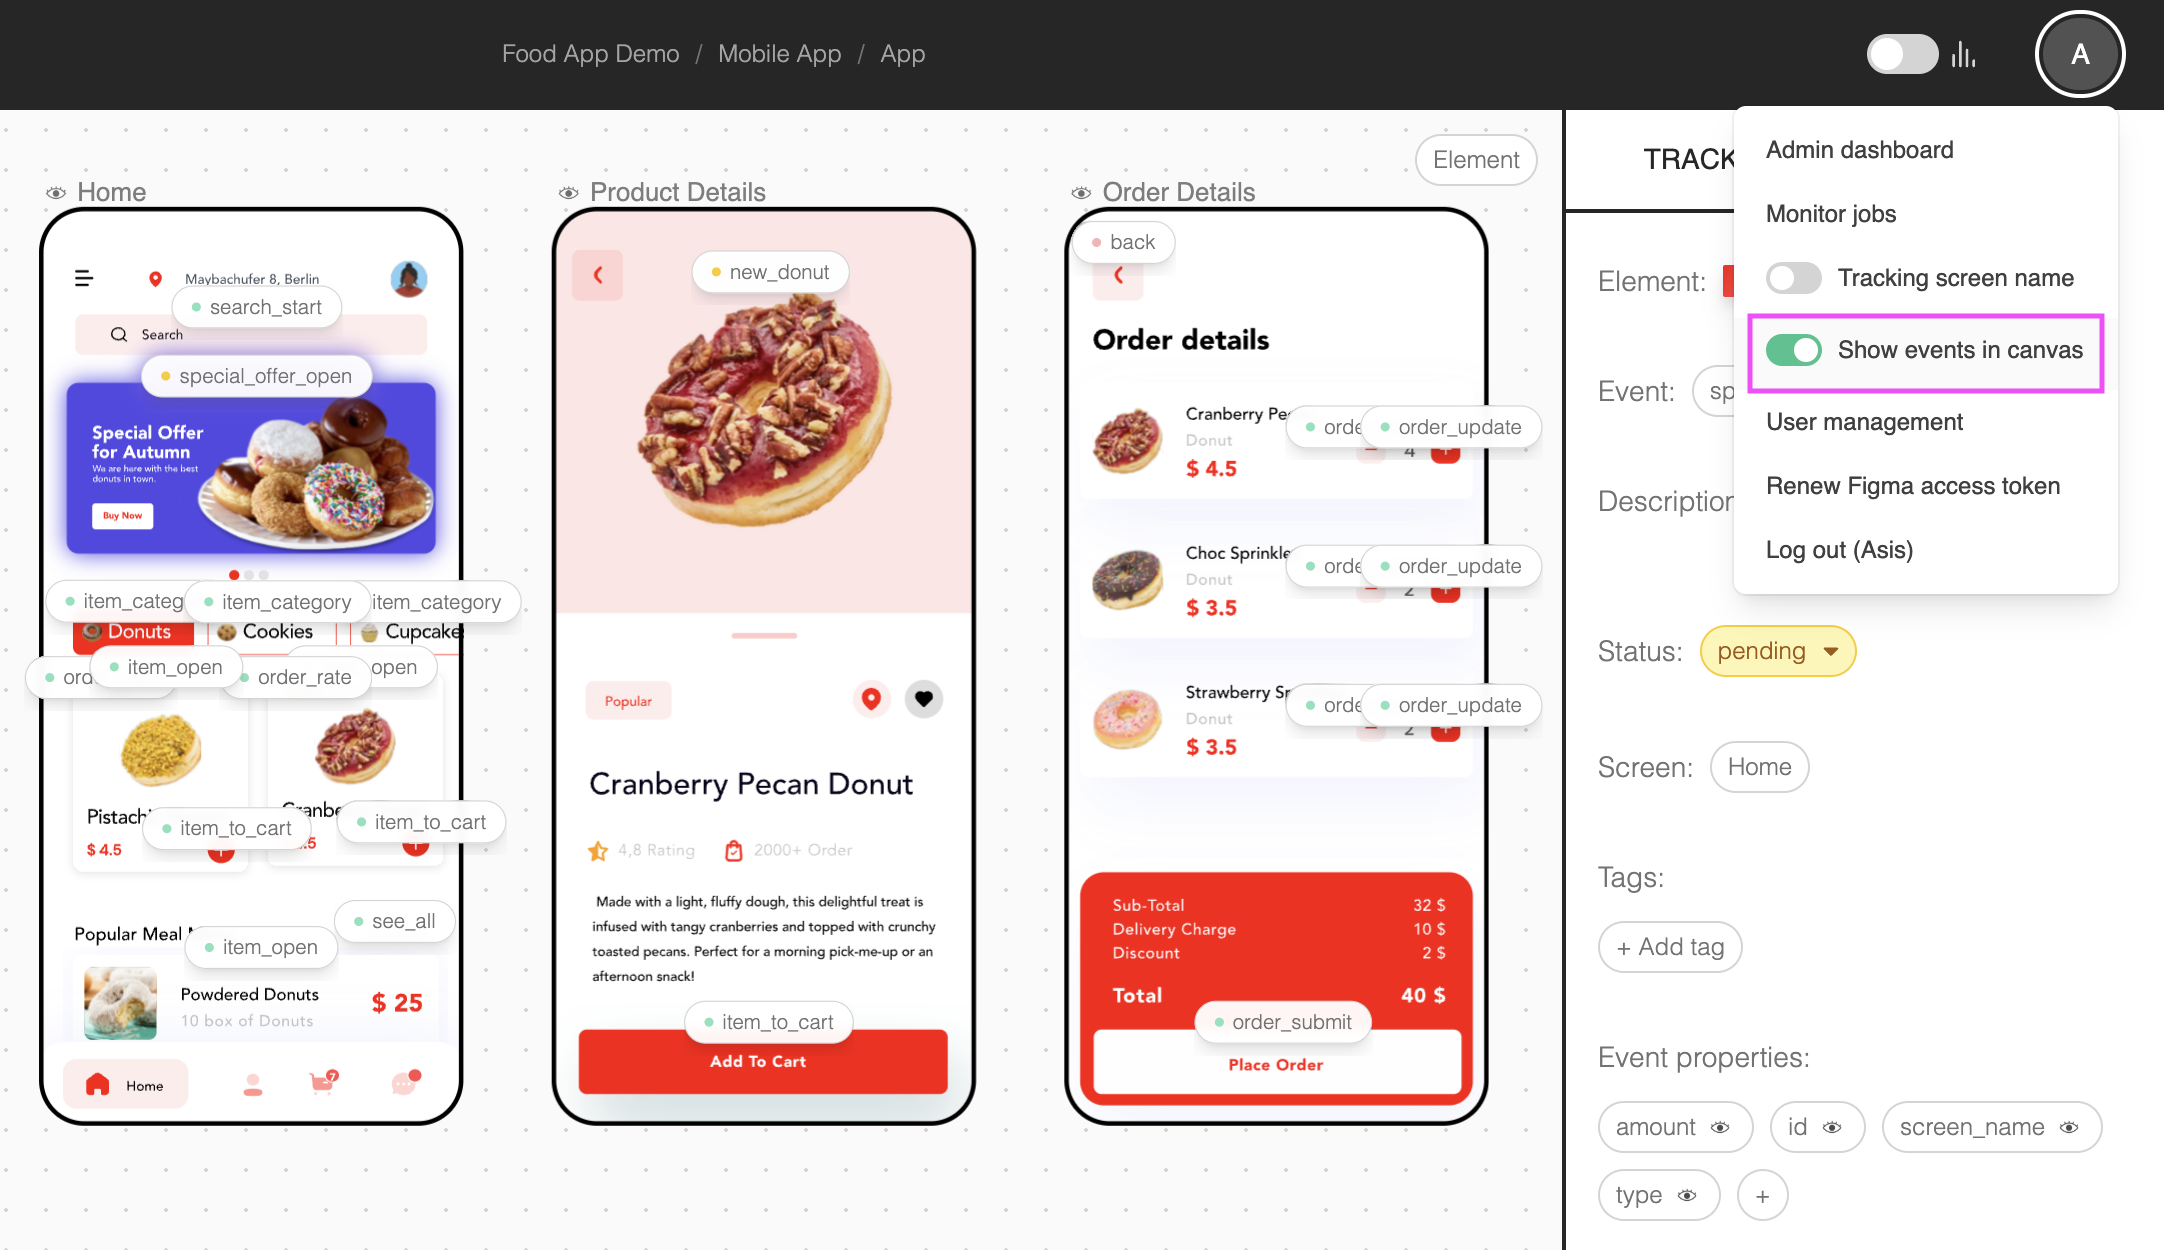 Food App Demo / Mobile App / App
A
Element
Home
Maybachufer 8, Berlin
search_start
Search
special_offer_open
Special Offer
for Autumn
We are here with the best
donuts in town.
Buy Now
item_categ
item_category
item_category
Donuts
Cookies
Cupcake
ord
item_open
order_rate
open
Pistach
$ 4.5
item_to_cart
Cranbe
.5
item_to_cart
see_all
Popular Meal M
item_open
Powdered Donuts
10 box of Donuts
$ 25
Home
7
Product Details
new_donut
Popular
Cranberry Pecan Donut
4,8 Rating
2000+ Order
Made with a light, fluffy dough, this delightful treat is
infused with tangy cranberries and topped with crunchy
toasted pecans. Perfect for a morning pick-me-up or an
afternoon snack!
item_to_cart
Add To Cart
Order Details
back
Order details
Cranberry Pe
Donut
$ 4.5
orde
order_update
4
Choc Sprinkle
Donut
$ 3.5
orde
order_update
2
Strawberry Sp
Donut
$ 3.5
orde
order_update
2
Sub-Total 32 $
Delivery Charge 10 $
Discount 2 $
Total 40 $
order_submit
Place Order
TRACK
Element:
Event: sp
Description
Status: pending
Screen: Home
Tags:
+ Add tag
Event properties:
amount
id
screen_name
type
+
Admin dashboard
Monitor jobs
Tracking screen name
Show events in canvas
User management
Renew Figma access token
Log out (Asis)